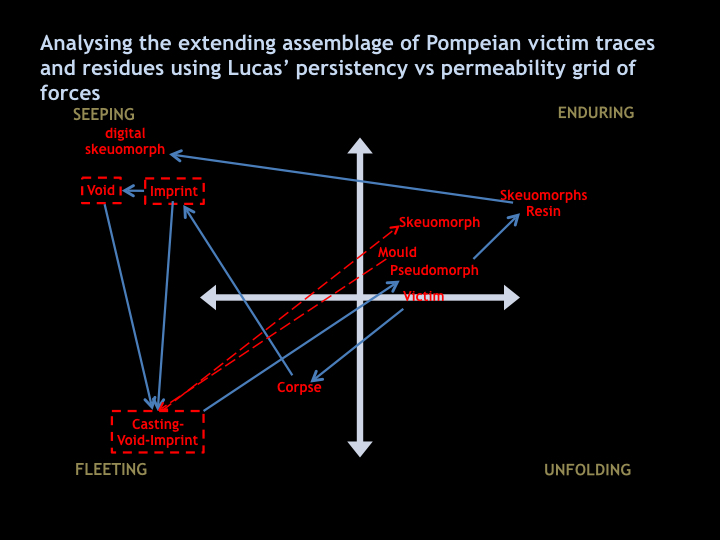 Analysing the extending assemblage of Pompeian victim traces
and residues using Lucas’ persistency vs permeability grid of
forces
SEEPING
ENDURING
digital
skeuomorph
Void
Imprint
Skeuomorphs
Resin
Skeuomorph
Mould
Pseudomorph
Victim
Corpse
Casting-
Void-Imprint
FLEETING
UNFOLDING